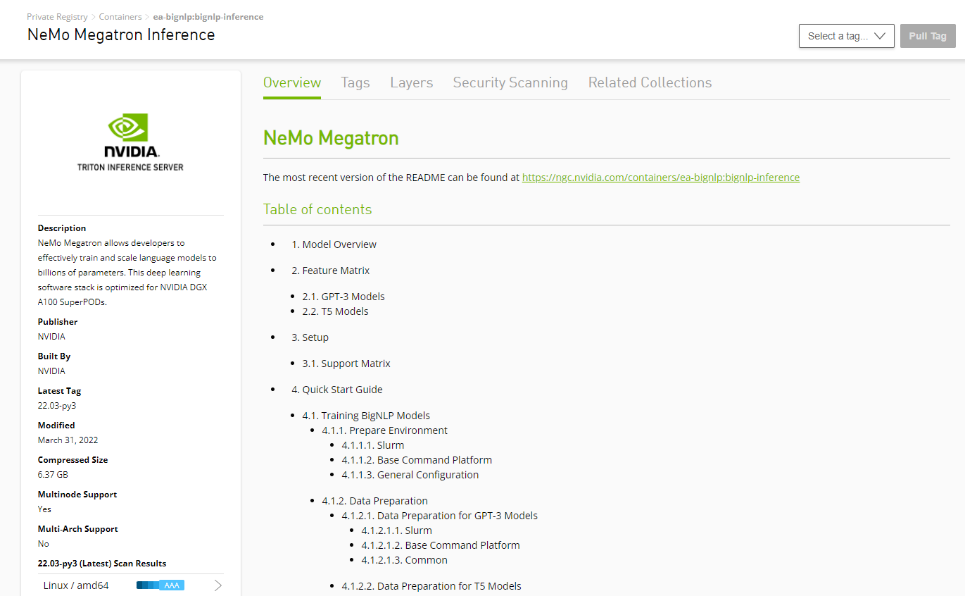 Private Registry > Containers > ea-bignlp:bignlp-inference
NeMo Megatron Inference
Select a tag...
Pull Tag
NVIDIA.
TRITON INFERENCE SERVER
Description
NeMo Megatron allows developers to
effectively train and scale language models to
billions of parameters. This deep learning
software stack is optimized for NVIDIA DGX
A100 SuperPODs.
Publisher
NVIDIA
Built By
NVIDIA
Latest Tag
22.03-py3
Modified
March 31, 2022
Compressed Size
6.37 GB
Multinode Support
Yes
Multi-Arch Support
No
22.03-py3 (Latest) Scan Results
Linux / amd64 AAA
Overview Tags Layers Security Scanning Related Collections
NeMo Megatron
The most recent version of the README can be found at https://ngc.nvidia.com/containers/ea-bignlp:bignlp-inference
Table of contents
• 1. Model Overview
• 2. Feature Matrix
• 2.1. GPT-3 Models
• 2.2. T5 Models
• 3. Setup
• 3.1. Support Matrix
• 4. Quick Start Guide
• 4.1. Training BigNLP Models
• 4.1.1. Prepare Environment
• 4.1.1.1. Slurm
• 4.1.1.2. Base Command Platform
• 4.1.1.3. General Configuration
• 4.1.2. Data Preparation
• 4.1.2.1. Data Preparation for GPT-3 Models
• 4.1.2.1.1. Slurm
• 4.1.2.1.2. Base Command Platform
• 4.1.2.1.3. Common
• 4.1.2.2. Data Preparation for T5 Models